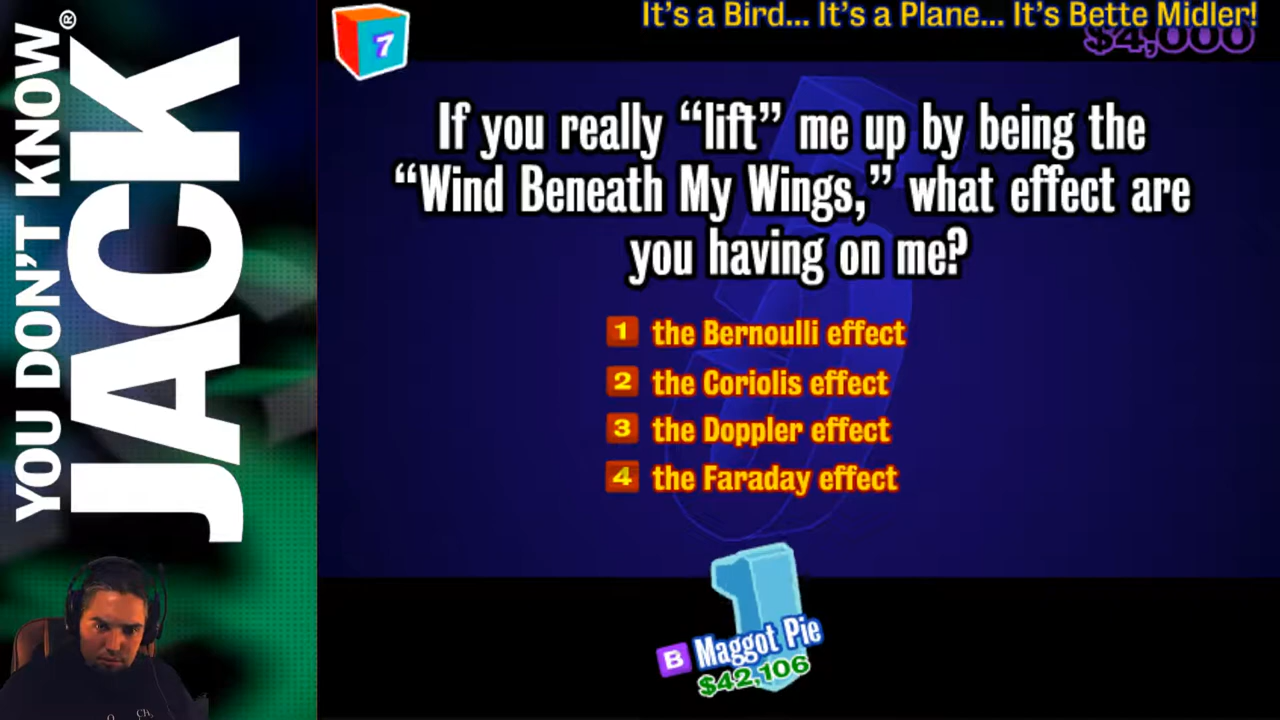 YOU DON'T KNOW
JACK®
7
It's a Bird... It's a Plane... It's Bette Midler!
$4,000
If you really “lift” me up by being the
“Wind Beneath My Wings,” what effect are
you having on me?
1 the Bernoulli effect
2 the Coriolis effect
3 the Doppler effect
4 the Faraday effect
B Maggot Pie
$42,106